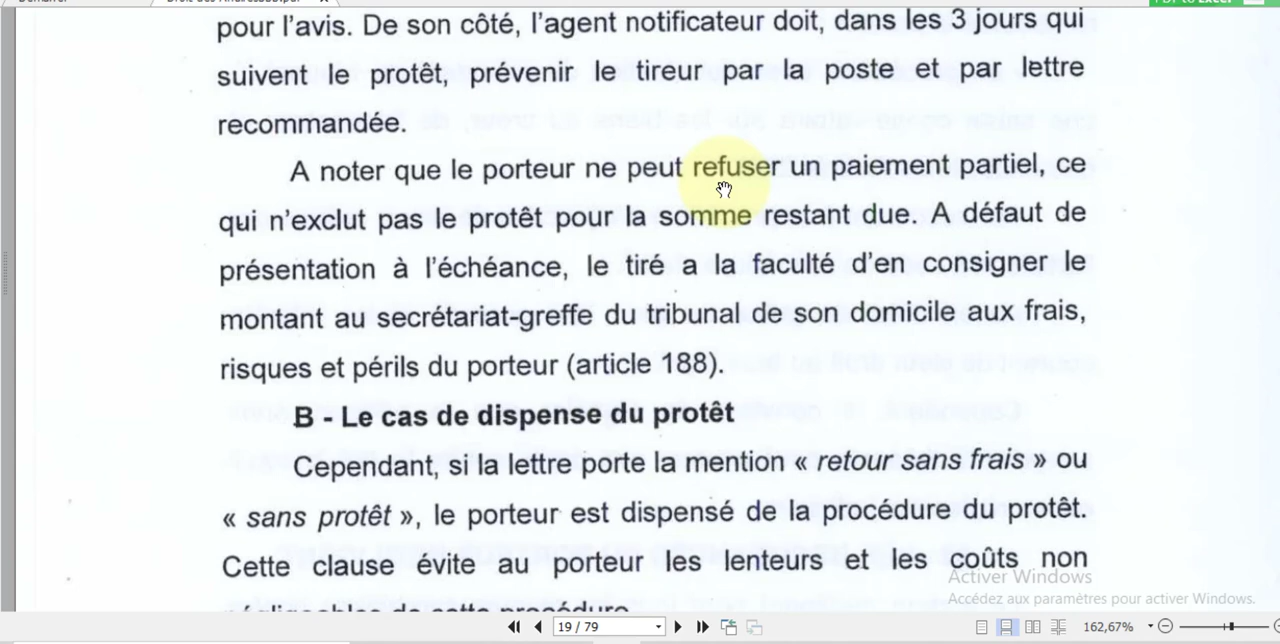 pour l'avis. De son côté, l'agent notificateur doit, dans les 3 jours qui
suivent le protêt, prévenir le tireur par la poste et par lettre
recommandée.
A noter que le porteur ne peut refuser un paiement partiel, ce
qui n'exclut pas le protêt pour la somme restant due. A défaut de
présentation à l'échéance, le tiré a la faculté d'en consigner le
montant au secrétariat-greffe du tribunal de son domicile aux frais,
risques et périls du porteur (article 188).
B - Le cas de dispense du protêt
Cependant, si la lettre porte la mention « retour sans frais » ou
« sans protêt », le porteur est dispensé de la procédure du protêt.
Cette clause évite au porteur les lenteurs et les coûts non
Activer Windows
Accédez aux paramètres pour activer Windows.
19 / 79
162,67%